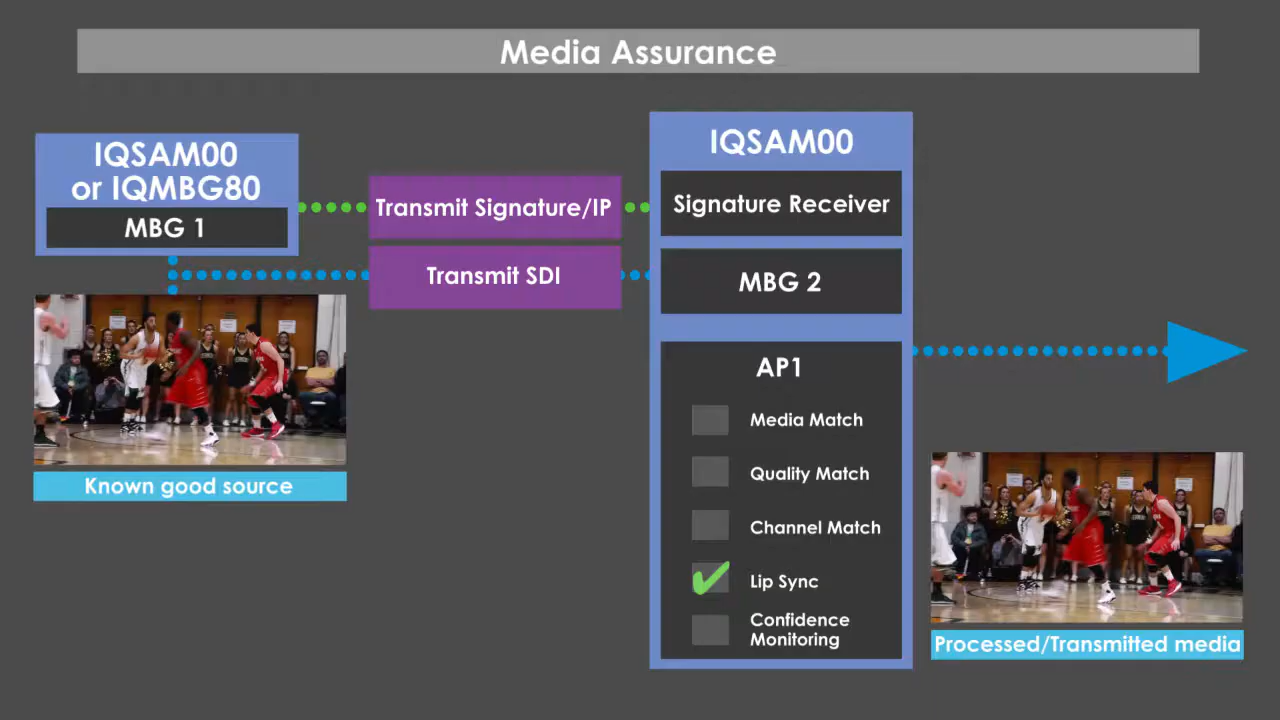 Media Assurance
IQSAM00
or IQMBG80
MBG 1
Transmit Signature/IP
Transmit SDI
Known good source
IQSAM00
Signature Receiver
MBG 2
AP1
Media Match
Quality Match
Channel Match
Lip Sync
Confidence
Monitoring
Processed/Transmitted media